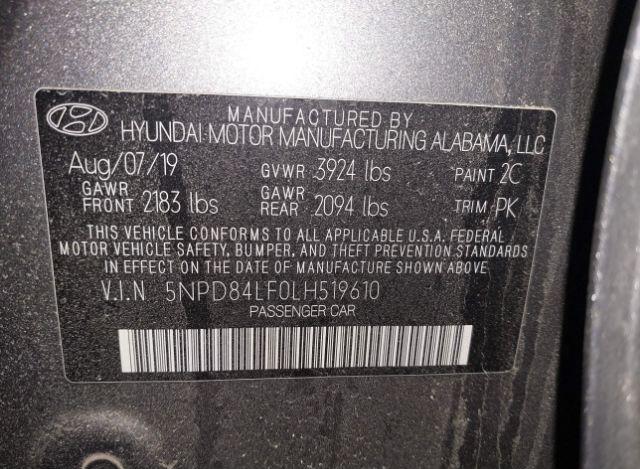 MANUFACTURED BY
HYUNDAI MOTOR MANUFACTURING ALABAMA, LLC
Aug/07/19 GVWR 3924 lbs PAINT 2C
GAWR FRONT 2183 lbs GAWR REAR 2094 lbs TRIM PK
THIS VEHICLE CONFORMS TO ALL APPLICABLE U.S.A. FEDERAL
MOTOR VEHICLE SAFETY, BUMPER, AND THEFT PREVENTION STANDARDS
IN EFFECT ON THE DATE OF MANUFACTURE SHOWN ABOVE.
V.I.N 5NPD84LF0LH519610
PASSENGER CAR